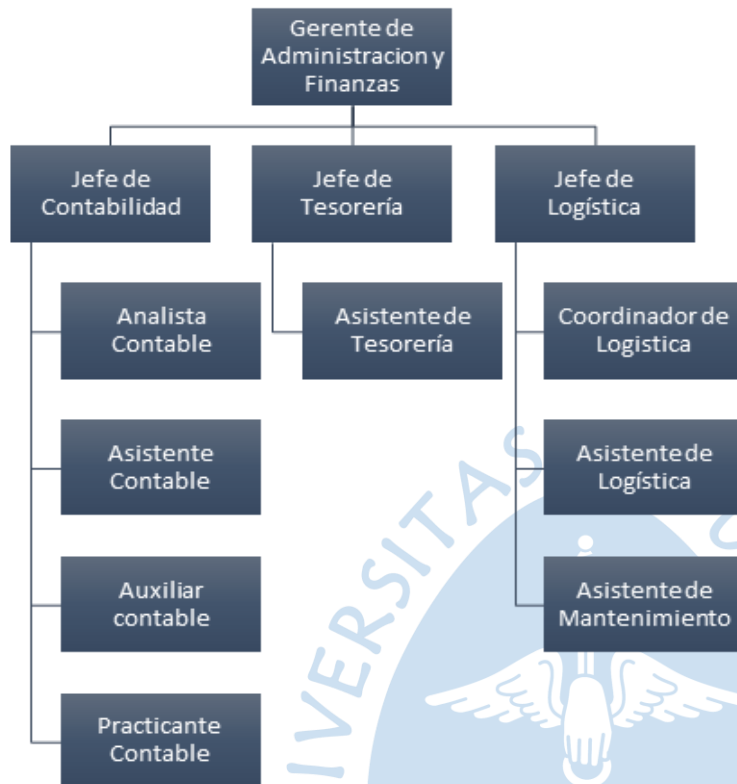 Gerente de
Administracion y
Finanzas
Jefe de
Contabilidad
Jefe de
Tesorería
Jefe de
Logística
Analista
Contable
Asistente de
Tesorería
Coordinador de
Logistica
Asistente
Contable
Asistente de
Logística
Auxiliar
contable
Asistente de
Mantenimiento
Practicante
Contable
IVERSITAS